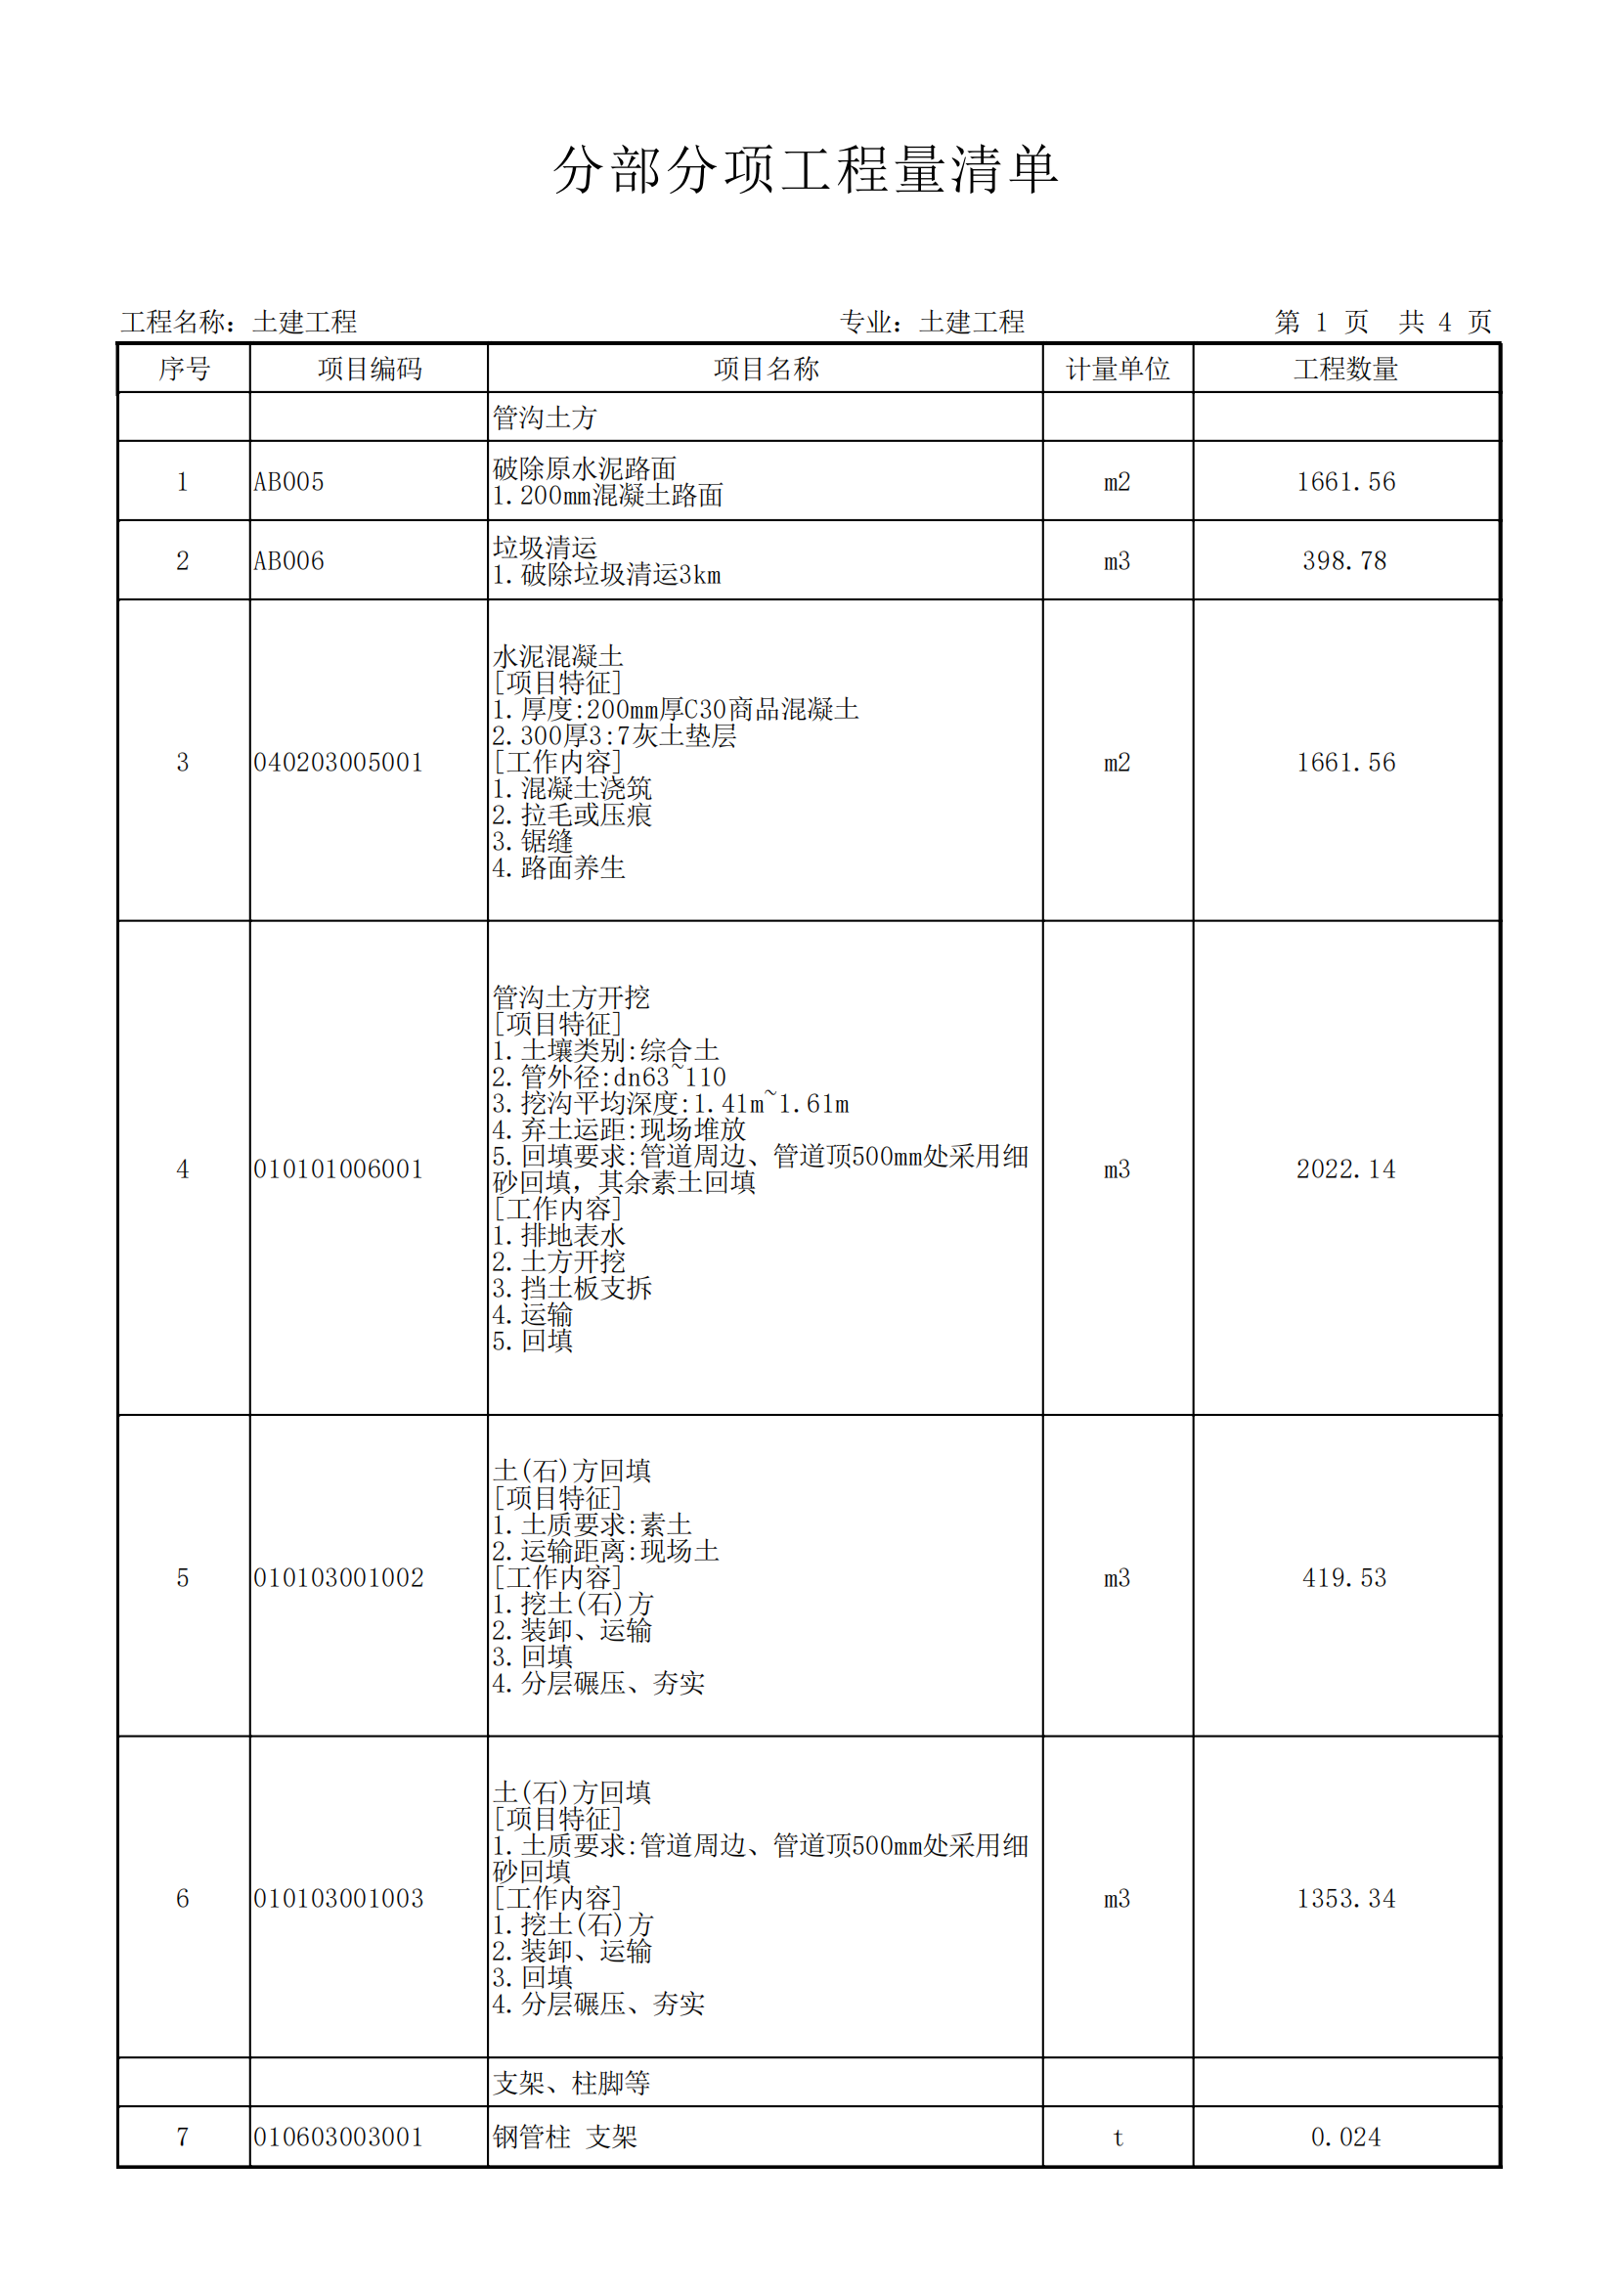 分部分项工程量清单
工程名称：土建工程 专业：土建工程 第 1 页 共 4 页
序号 项目编码 项目名称 计量单位 工程数量
管沟土方
1 AB005 破除原水泥路面 m2 1661.56
1.200mm混凝土路面
2 AB006 垃圾清运 m3 398.78
1.破除垃圾清运3km
水泥混凝土
[项目特征]
1.厚度:200mm厚C30商品混凝土
2.300厚3:7灰土垫层
3 040203005001 [工作内容] m2 1661.56
1.混凝土浇筑
2.拉毛或压痕
3.锯缝
4.路面养生
管沟土方开挖
[项目特征]
1.土壤类别:综合土
2.管外径:dn63~110
3.挖沟平均深度:1.41m~1.61m
4.弃土运距:现场堆放
5.回填要求:管道周边、管道顶500mm处采用细
4 010101006001 m3 2022.14
砂回填，其余素土回填
[工作内容]
1.排地表水
2.土方开挖
3.挡土板支拆
4.运输
5.回填
土(石)方回填
[项目特征]
1.土质要求:素土
2.运输距离:现场土
5 010103001002 [工作内容] m3 419.53
1.挖土(石)方
2.装卸、运输
3.回填
4.分层碾压、夯实
土(石)方回填
[项目特征]
1.土质要求:管道周边、管道顶500mm处采用细
砂回填
6 010103001003 [工作内容] m3 1353.34
1.挖土(石)方
2.装卸、运输
3.回填
4.分层碾压、夯实
支架、柱脚等
7 010603003001 钢管柱 支架 t 0.024